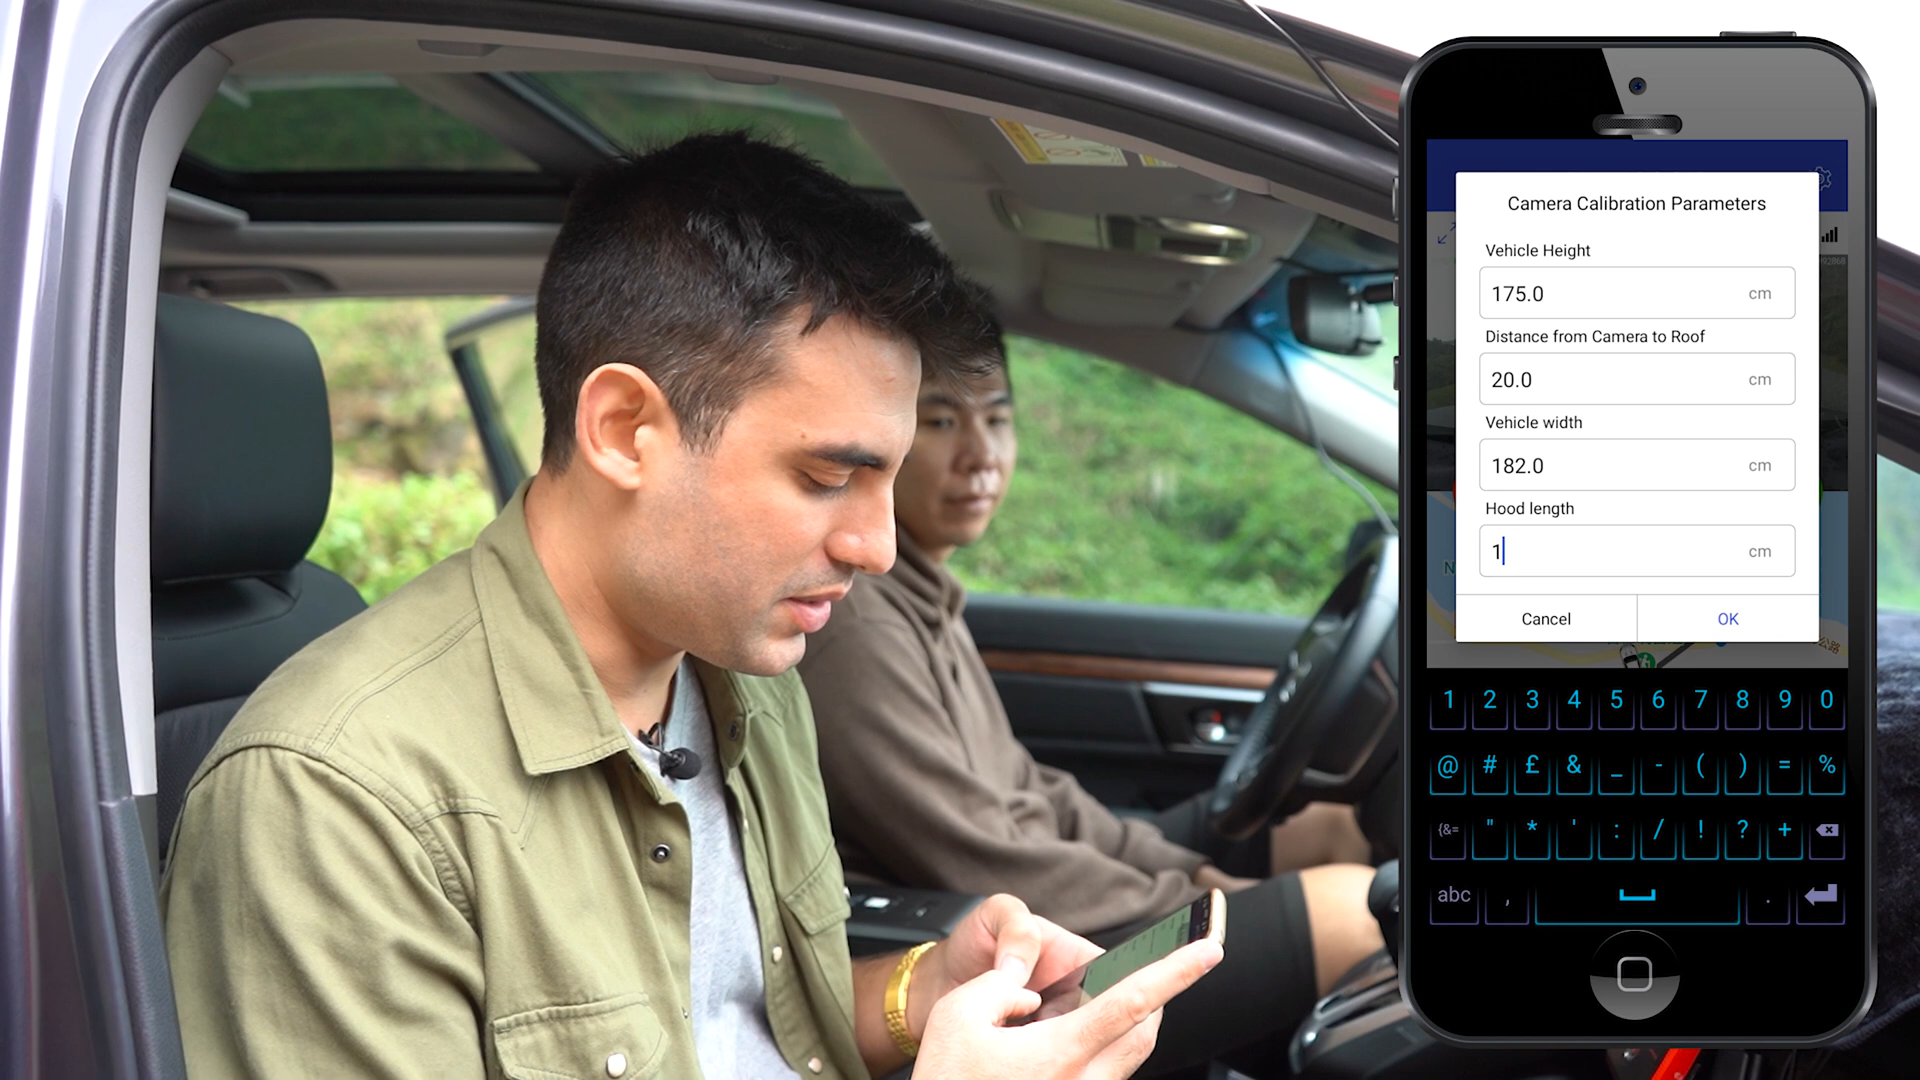 Camera Calibration Parameters
Vehicle Height
175.0 cm
Distance from Camera to Roof
20.0 cm
Vehicle width
182.0 cm
Hood length
1 cm
Cancel OK
1 2 3 4 5 6 7 8 9 0
@ # £ & _ - ( ) = %
{&= " * ' : / ! ? +
abc , .